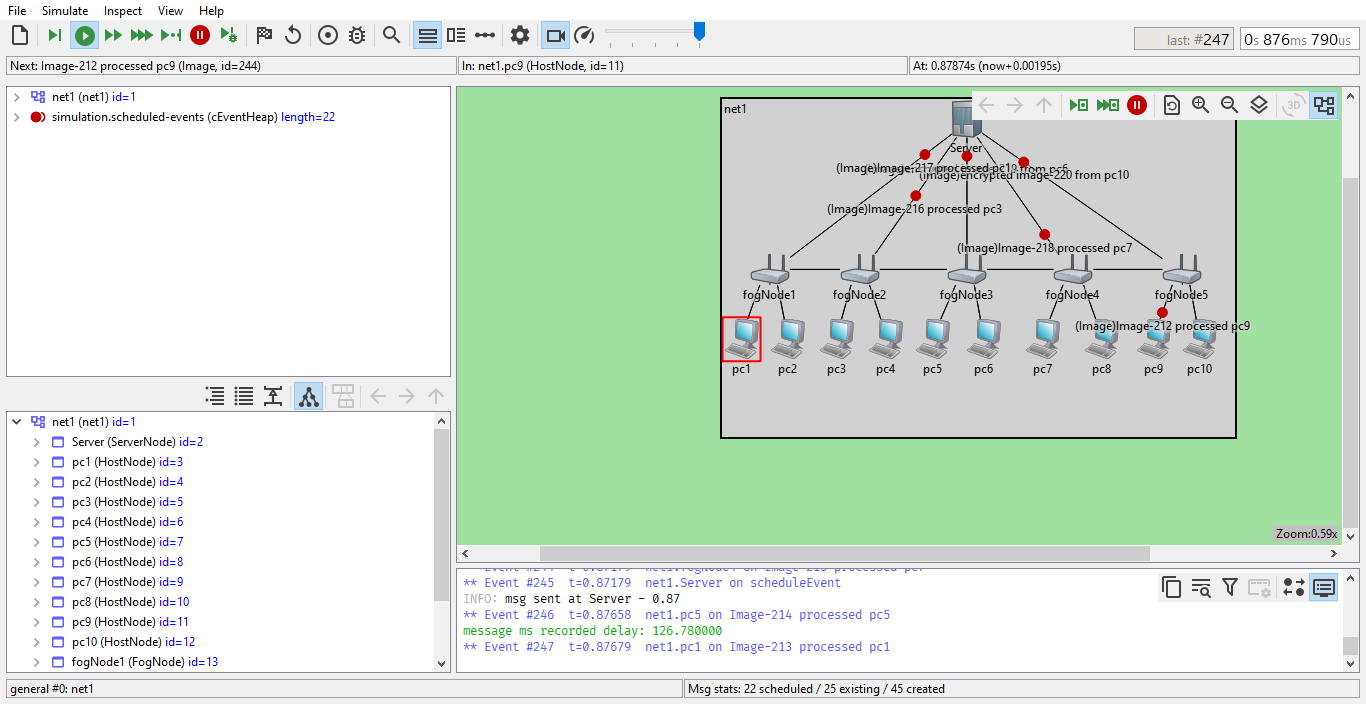 File Simulate Inspect View Help
last: #247 0s 876ms 790us
Next: Image-212 processed pc9 (Image, id=244) In: net1.pc9 (HostNode, id=11) At: 0.87874s (now+0.00195s)
net1 (net1) id=1
simulation.scheduled-events (cEventHeap) length=22
net1 (net1) id=1
Server (ServerNode) id=2
pc1 (HostNode) id=3
pc2 (HostNode) id=4
pc3 (HostNode) id=5
pc4 (HostNode) id=6
pc5 (HostNode) id=7
pc6 (HostNode) id=8
pc7 (HostNode) id=9
pc8 (HostNode) id=10
pc9 (HostNode) id=11
pc10 (HostNode) id=12
fogNode1 (FogNode) id=13
net1
3D
Server
(Image)Image-217 processed pc1 from pc6
(Image)encrypted image-220 from pc10
(Image)Image-216 processed pc3
(Image)Image-218 processed pc7
fogNode1 fogNode2 fogNode3 fogNode4 fogNode5
(Image)Image-212 processed pc9
pc1 pc2 pc3 pc4 pc5 pc6 pc7 pc8 pc9 pc10
Zoom:0.59x
** Event #245 t=0.87179 net1.Server on scheduleEvent
INFO: msg sent at Server - 0.87
** Event #246 t=0.87658 net1.pc5 on Image-214 processed pc5
message ms recorded delay: 126.780000
** Event #247 t=0.87679 net1.pc1 on Image-213 processed pc1
general #0: net1 Msg stats: 22 scheduled / 25 existing / 45 created